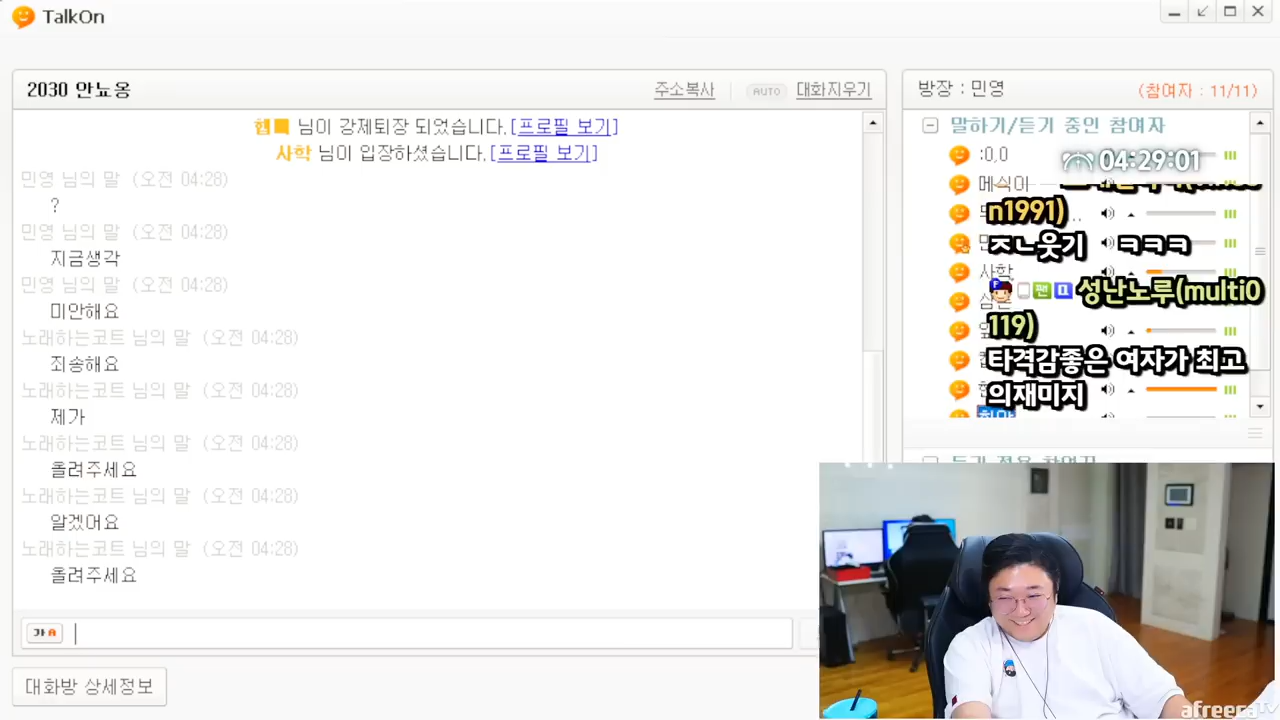 TalkOn
2030 안뇨옹
주소복사
AUTO
대화지우기
님이 강제퇴장 되었습니다.[프로필 보기]
사학 님이 입장하셨습니다.[프로필 보기]
민영 님의 말 (오전 04:28)
?
민영 님의 말 (오전 04:28)
지금생각
민영 님의 말 (오전 04:28)
미안해요
노래하는코트 님의 말 (오전 04:28)
죄송해요
노래하는코트 님의 말 (오전 04:28)
제가
노래하는코트 님의 말 (오전 04:28)
올려주세요
노래하는코트 님의 말 (오전 04:28)
알겠어요
노래하는코트 님의 말 (오전 04:28)
올려주세요
가A
대화방 상세정보
방장 : 민영
(참여자 : 11/11)
말하기/듣기 중인 참여자
:0,0
04:29:01
메식이
n1991)
ㅈㄴ웃기 ㅋㅋㅋ
사학
팬
성난노루(multi0
119)
타격감좋은 여자가 최고
의재미지
afreecaTV